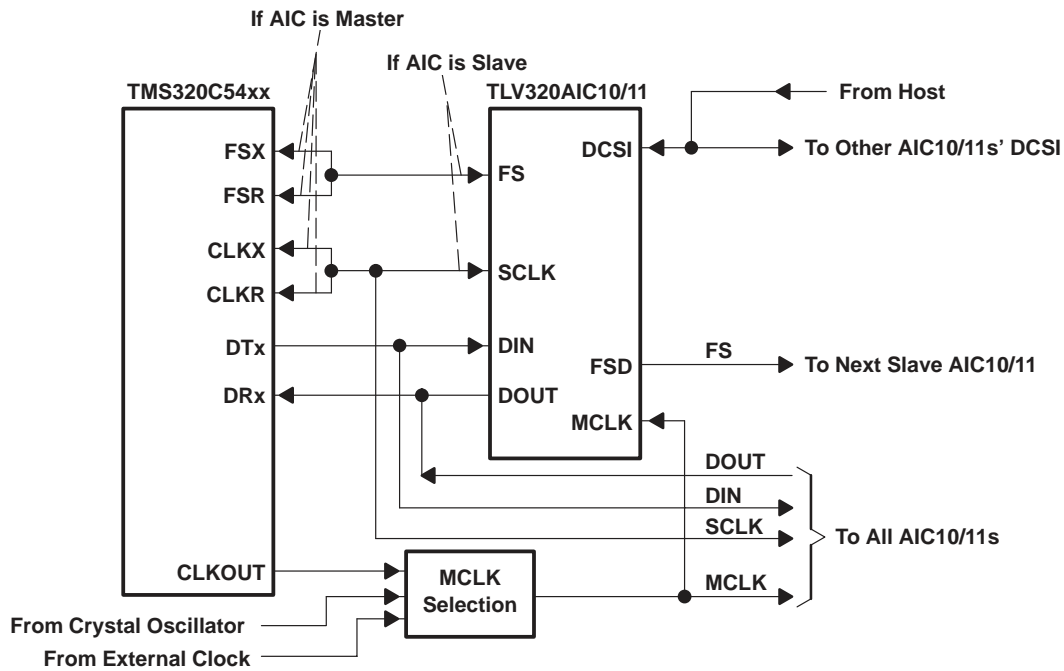 If AIC is Master
If AIC is Slave
TMS320C54xx
TLV320AIC10/11
From Host
FSX
DCSI
To Other AIC10/11s' DCSI
FS
FSR
CLKX
SCLK
CLKR
DTx
DIN
FS
FSD
To Next Slave AIC10/11
DRx
DOUT
MCLK
DOUT
DIN
SCLK
To All AIC10/11s
CLKOUT
MCLK
Selection
MCLK
From Crystal Oscillator
From External Clock